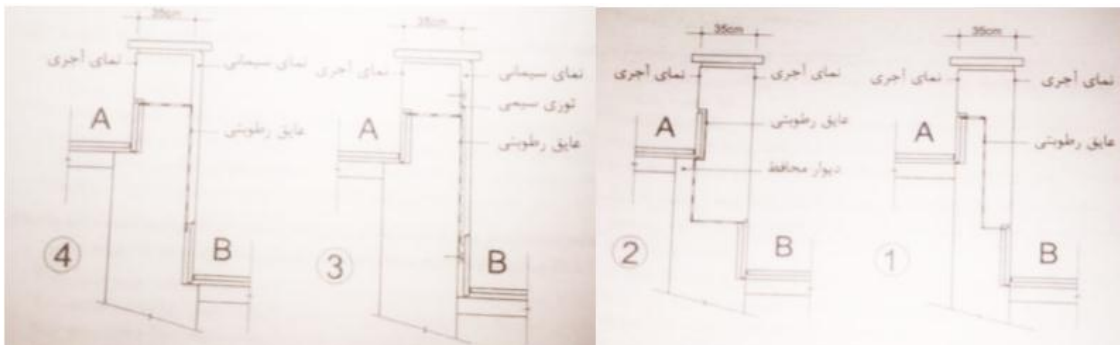 35cm
نمای آجری
نمای سیمانی
عایق رطوبتی
A
B
4
35cm
نمای آجری
نمای سیمانی
توری سیمی
عایق رطوبتی
A
B
3
35cm
نمای آجری
نمای آجری
عایق رطوبتی
دیوار محافظ
A
B
2
35cm
نمای آجری
نمای آجری
عایق رطوبتی
A
B
1